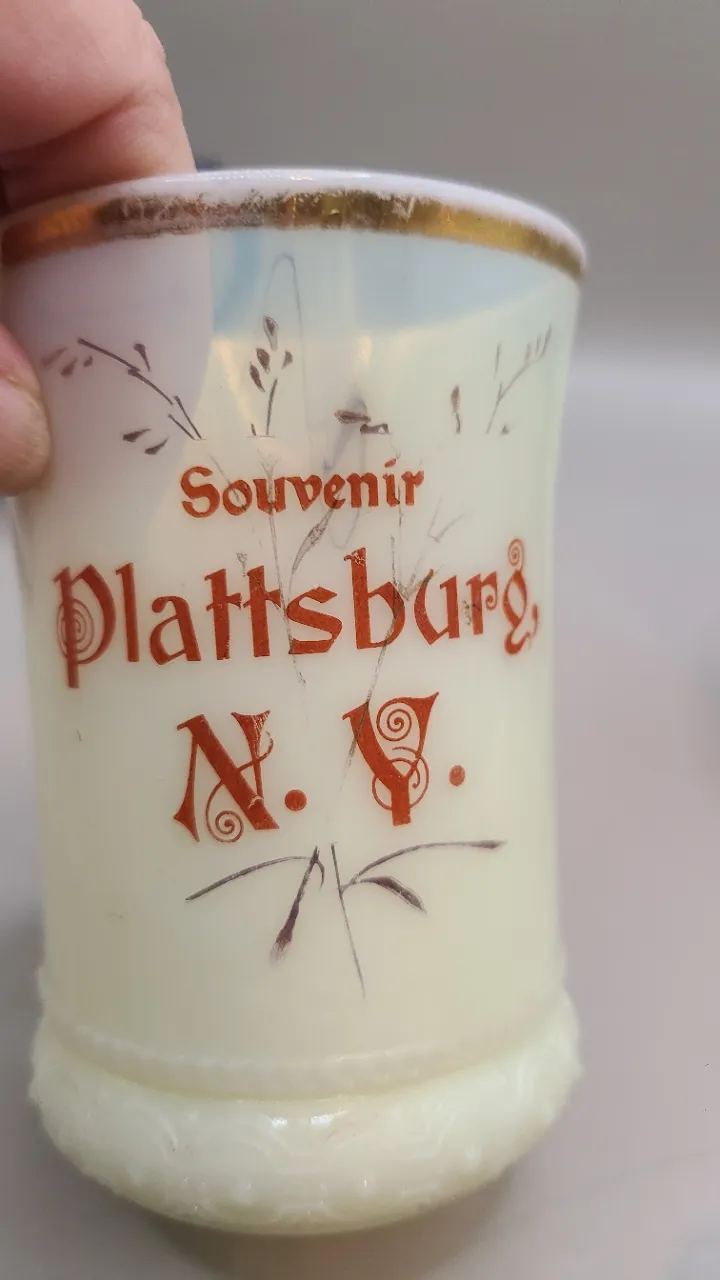 Souvenir
Plattsburg,
N. Y.